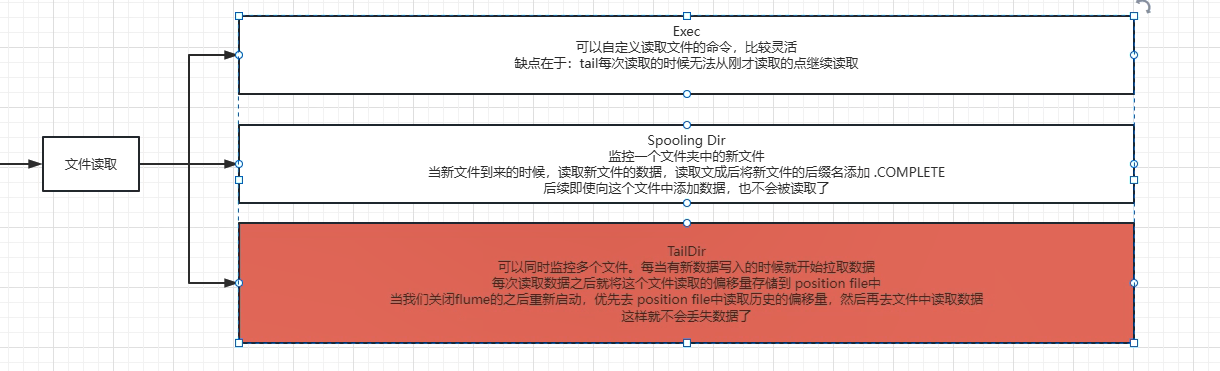 Exec
可以自定义读取文件的命令，比较灵活
缺点在于：tail每次读取的时候无法从刚才读取的点继续读取
文件读取
Spooling Dir
监控一个文件夹中的新文件
当新文件到来的时候，读取新文件的数据，读取文成后将新文件的后缀名添加 .COMPLETE
后续即使向这个文件中添加数据，也不会被读取了
TailDir
可以同时监控多个文件。每当有新数据写入的时候就开始拉取数据
每次读取数据之后就将这个文件读取的偏移量存储到 position file中
当我们关闭flume的之后重新启动，优先去 position file中读取历史的偏移量，然后再去文件中读取数据
这样就不会丢失数据了